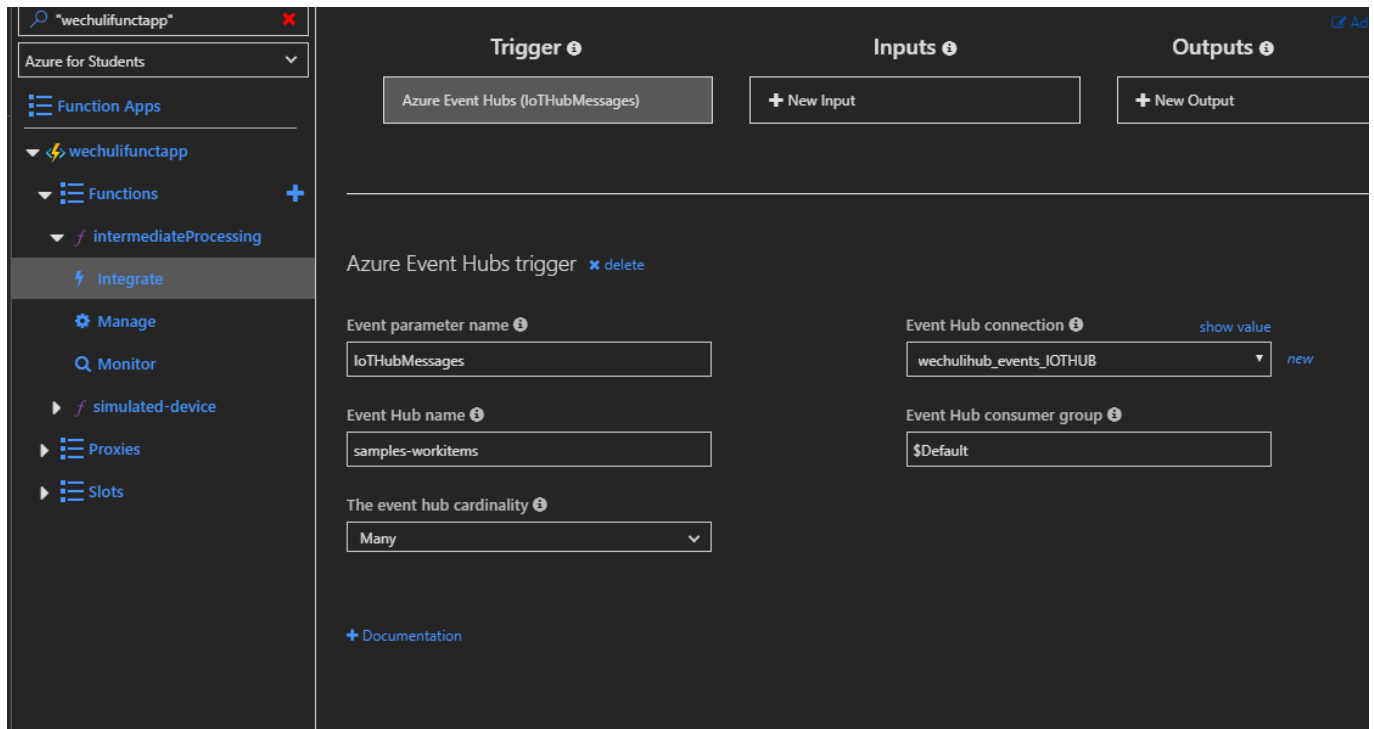 "wechulifunctapp"
Azure for Students
Function Apps
wechulifunctapp
Functions
intermediateProcessing
Integrate
Manage
Monitor
simulated-device
Proxies
Slots
Ad
Trigger
Inputs
Outputs
Azure Event Hubs (IoTHubMessages)
New Input
New Output
Azure Event Hubs trigger delete
Event parameter name
IoTHubMessages
Event Hub connection show value
wechulihub_events_IOTHUB new
Event Hub name
samples-workitems
Event Hub consumer group
$Default
The event hub cardinality
Many
Documentation